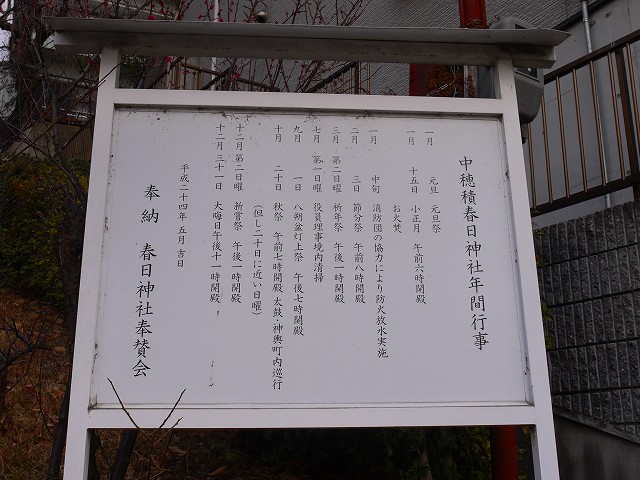 中穂積春日神社年間行事
一月 元旦 元旦祭
一月 十五日 小正月 午前六時開殿
お火焚
一月 中旬 消防団の協力により防火放水実施
二月 三日 節分祭 午前八時開殿
三月 第二日曜 祈年祭 午後一時開殿
七月 第一日曜 役員理事境内清掃
九月 一日 八朔盆灯上祭 午後七時開殿
十月 二十日 秋祭 午前七時開殿 太鼓・神輿町内巡行
(但し二十日に近い日曜)
十二月 第二日曜 新嘗祭 午後一時開殿
十二月 三十一日 大晦日午後十一時開殿
平成二十四年 五月 吉日
奉納 春日神社奉賛会